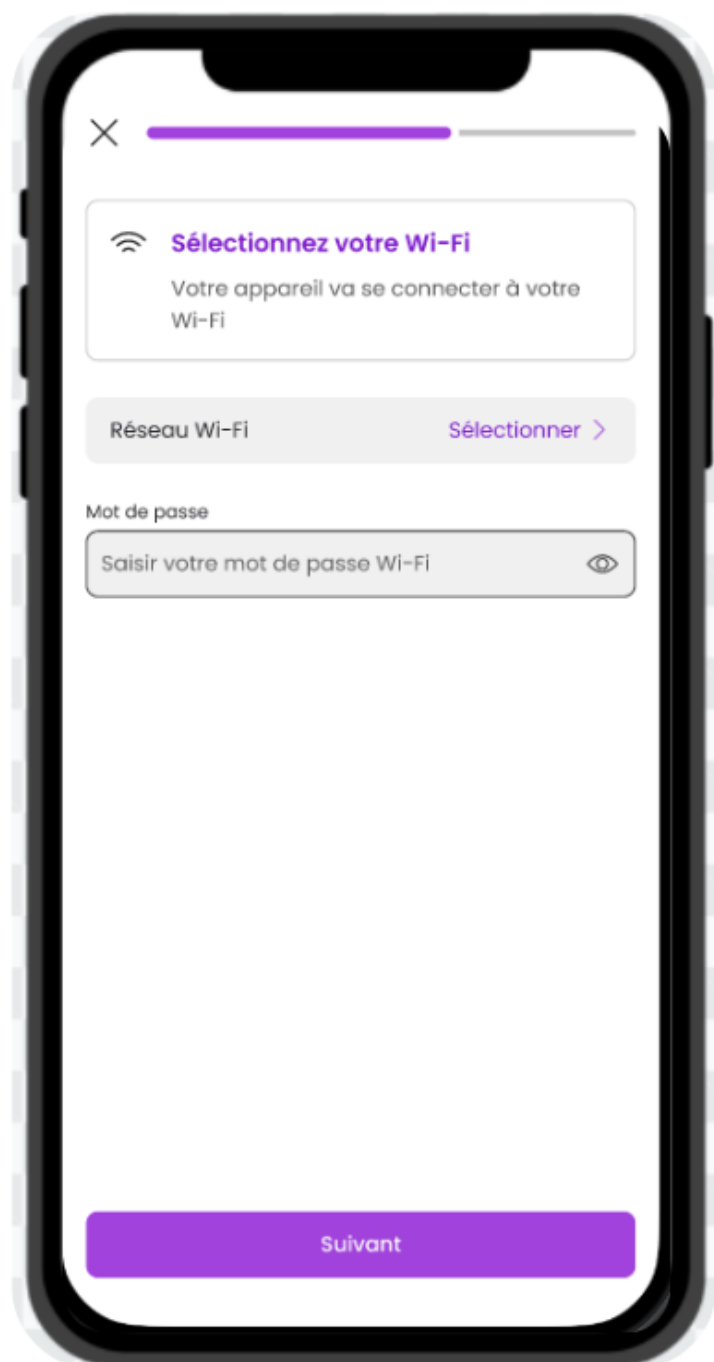 Sélectionnez votre Wi-Fi
Votre appareil va se connecter à votre
Wi-Fi
Réseau Wi-Fi Sélectionner
Mot de passe
Saisir votre mot de passe Wi-Fi
Suivant